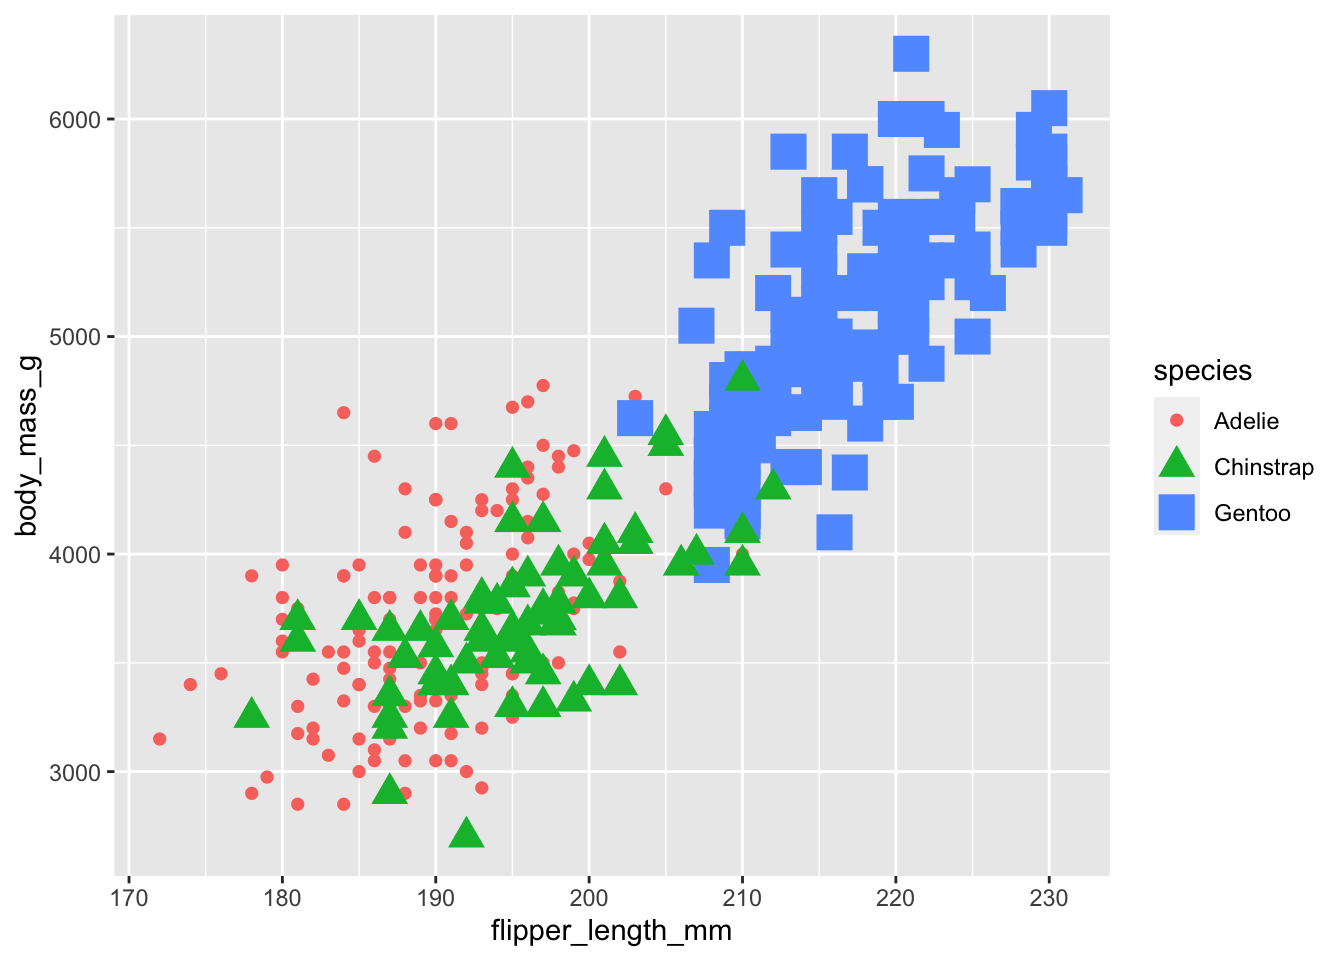 6000
5000
4000
3000
body_mass_g
170 180 190 200 210 220 230
flipper_length_mm
species
Adelie
Chinstrap
Gentoo